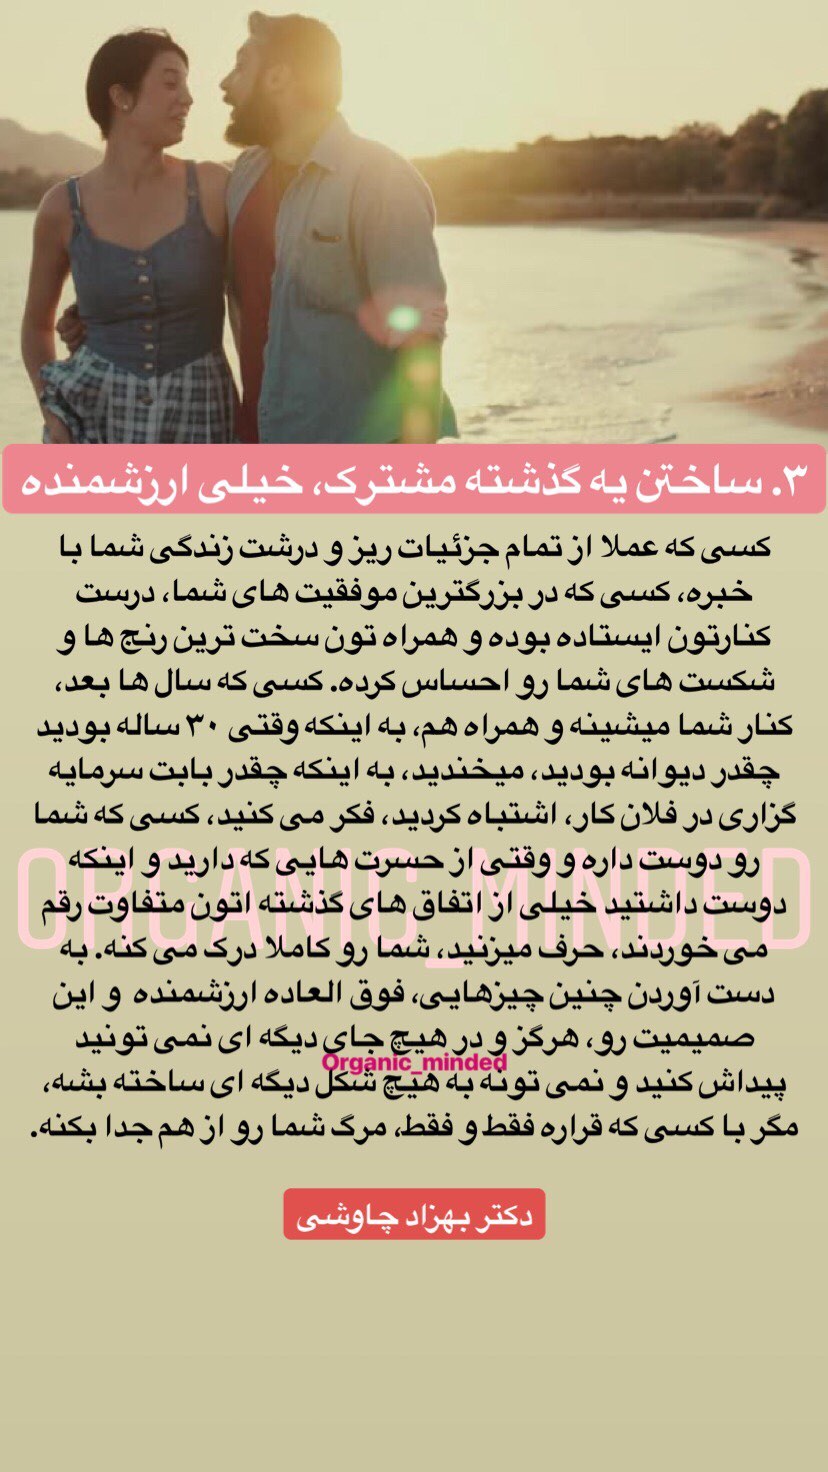 ۳. ساختن یه گذشته مشترک، خیلی ارزشمنده
کسی که عملا از تمام جزئیات ریز و درشت زندگی شما با
خبره، کسی که در بزرگترین موفقیت های شما، درست
کنارتون ایستاده بوده و همراه تون سخت ترین رنج ها و
شکست های شما رو احساس کرده. کسی که سال ها بعد،
کنار شما میشینه و همراه هم، به اینکه وقتی ۳۰ ساله بودید
چقدر دیوانه بودید، میخندید، به اینکه چقدر بابت سرمایه
گزاری در فلان کار، اشتباه کردید، فکر می کنید، کسی که شما
رو دوست داره و وقتی از حسرت هایی که دارید و اینکه
ORGANIC_MINDED
دوست داشتید خیلی از اتفاق های گذشته اتون متفاوت رقم
می خوردند، حرف میزنید، شما رو کاملا درک می کنه. به
دست آوردن چنین چیزهایی، فوق العاده ارزشمنده و این
صمیمیت رو، هرگز و در هیچ جای دیگه ای نمی تونید
Organic_minded
پیداش کنید و نمی تونه به هیچ شکل دیگه ای ساخته بشه،
مگر با کسی که قراره فقط و فقط، مرگ شما رو از هم جدا بکنه.
دکتر بهزاد چاوشی